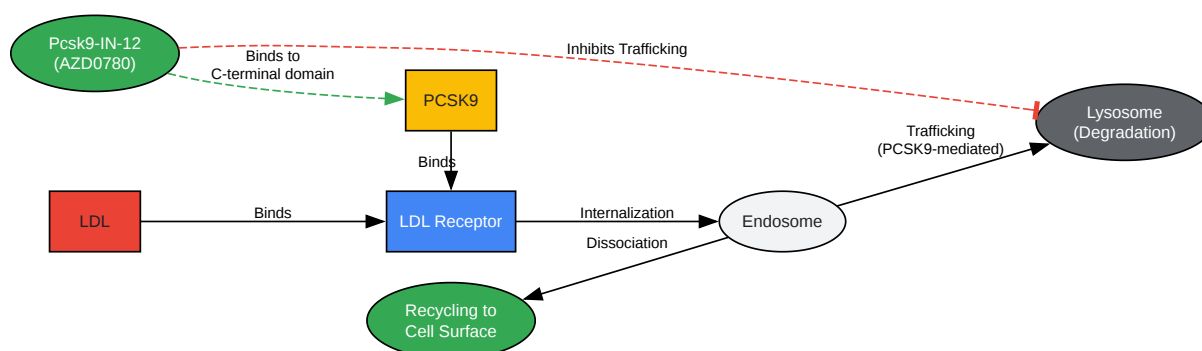 Pcsk9-IN-12
(AZD0780)
Binds to
C-terminal domain
Inhibits Trafficking
PCSK9
Lysosome
(Degradation)
Trafficking
(PCSK9-mediated)
Binds
LDL
Binds
LDL Receptor
Internalization
Endosome
Dissociation
Recycling to
Cell Surface